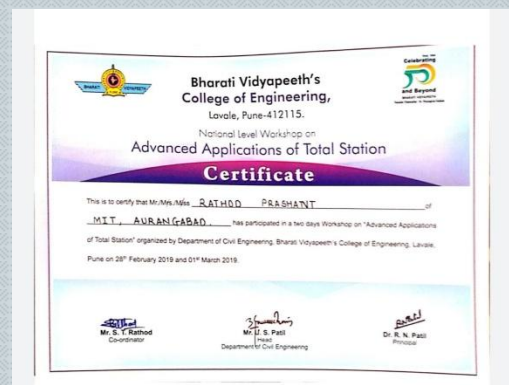 Celebrating
50
and Beyond
BHARATI VIDYAPEETH
Bharati Vidyapeeth's
College of Engineering,
Lavale, Pune-412115.
National Level Workshop on
Advanced Applications of Total Station
Certificate
This is to certify that Mr./Mrs./Miss RATHOD PRASHANT of
MIT, AURANGABAD, has participated in a two days Workshop on "Advanced Applications
of Total Station" organized by Department of Civil Engineering, Bharati Vidyapeeth's College of Engineering, Lavale,
Pune on 28th February 2019 and 01st March 2019.
Mr. S. T. Rathod
Co-ordinator
Mr. U. S. Patil
Head
Department of Civil Engineering
Dr. R. N. Patil
Principal